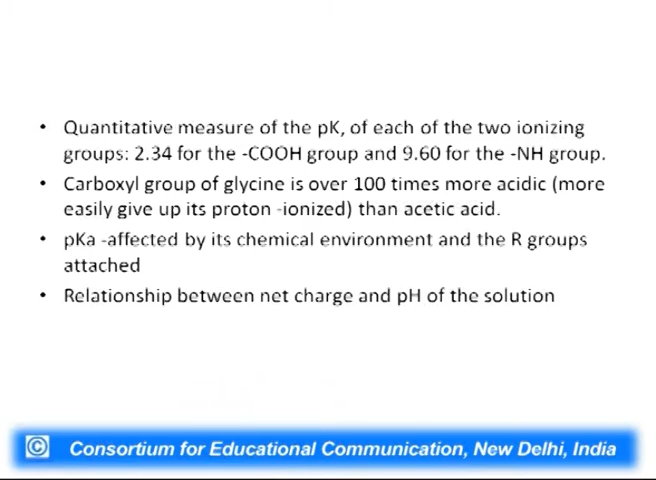 • Quantitative measure of the pK, of each of the two ionizing
groups: 2.34 for the -COOH group and 9.60 for the -NH group.
• Carboxyl group of glycine is over 100 times more acidic (more
easily give up its proton -ionized) than acetic acid.
• pKa -affected by its chemical environment and the R groups
attached
• Relationship between net charge and pH of the solution
© Consortium for Educational Communication, New Delhi, India